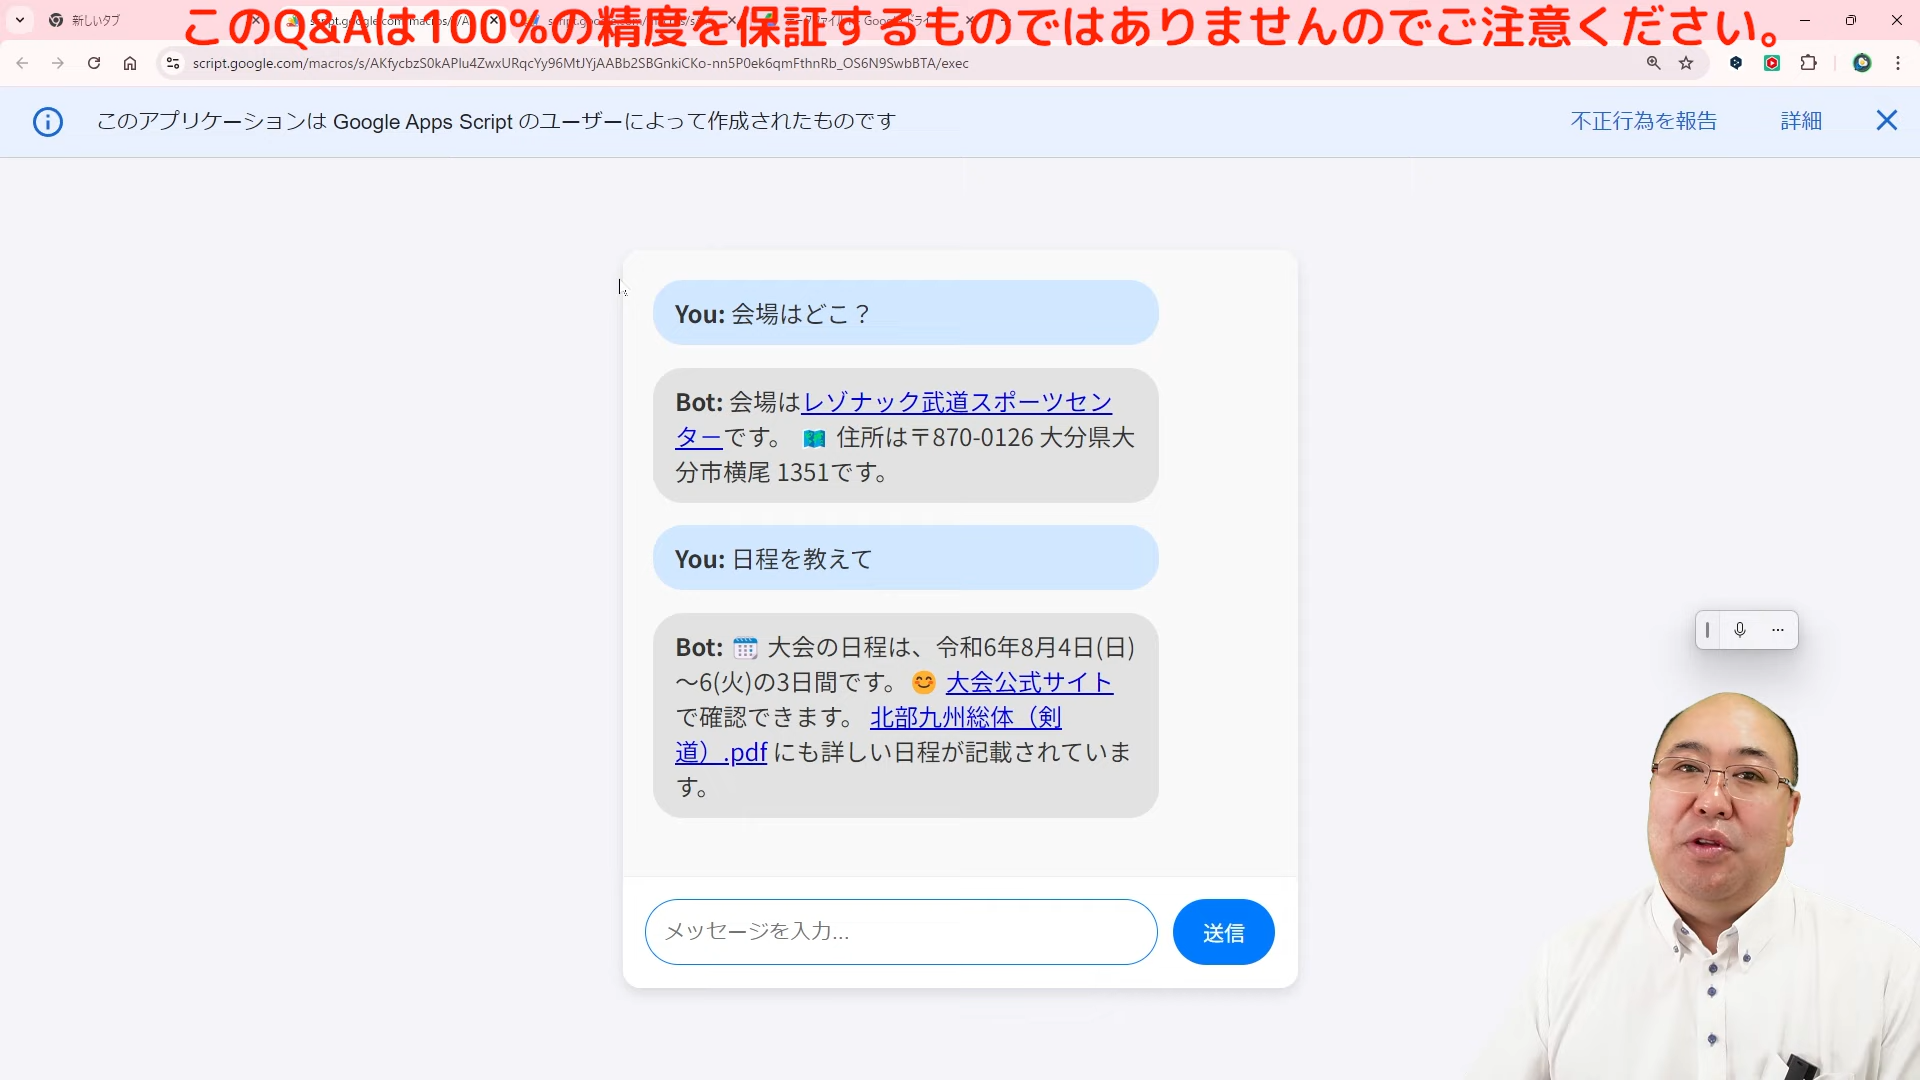 このQ&Aは100%の精度を保証するものではありませんのでご注意ください。
新しいタブ
script.google.com/macros/s/AKfycbzS0kAPlu4ZwxURqcYy96MtJYjAABb2SBGnkiCKo-nn5P0ek6qmFthnRb_OS6N9SwbBTA/exec
このアプリケーションは Google Apps Script のユーザーによって作成されたものです
不正行為を報告
詳細
You: 会場はどこ？
Bot: 会場はレゾナック武道スポーツセン
ターです。 住所は〒870-0126 大分県大
分市横尾 1351です。
You: 日程を教えて
Bot: 大会の日程は、令和6年8月4日(日)
～6(火)の3日間です。 大会公式サイト
で確認できます。 北部九州総体（剣
道）.pdf にも詳しい日程が記載されていま
す。
メッセージを入力...
送信